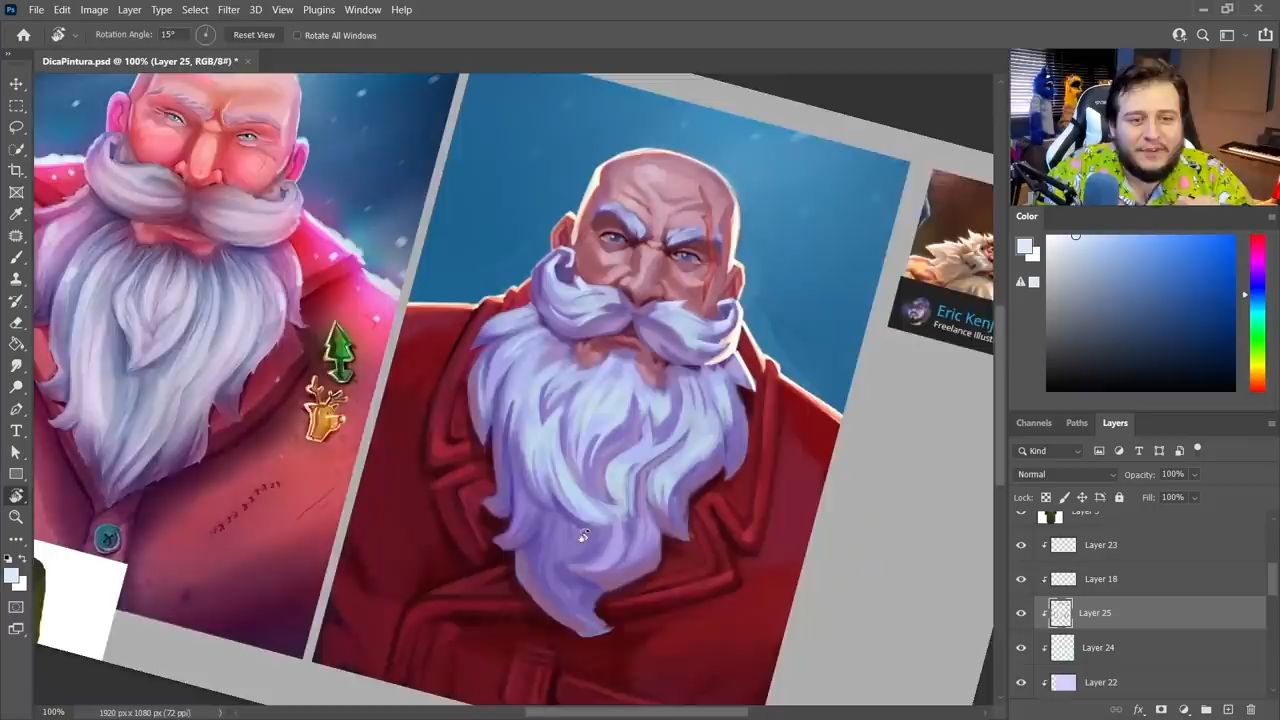 Ps File Edit Image Layer Type Select Filter 3D View Plugins Window Help
Rotation Angle: 15° Reset View Rotate All Windows
DicaPintura.psd @ 100% (Layer 25, RGB/8#) *
Color
Eric Kenj
Freelance Illust
Channels Paths Layers
Kind
Normal Opacity: 100%
Lock: Fill: 100%
Layer 23
Layer 18
Layer 25
Layer 24
Layer 22
100% 1920 px x 1080 px (72 ppi)
fx